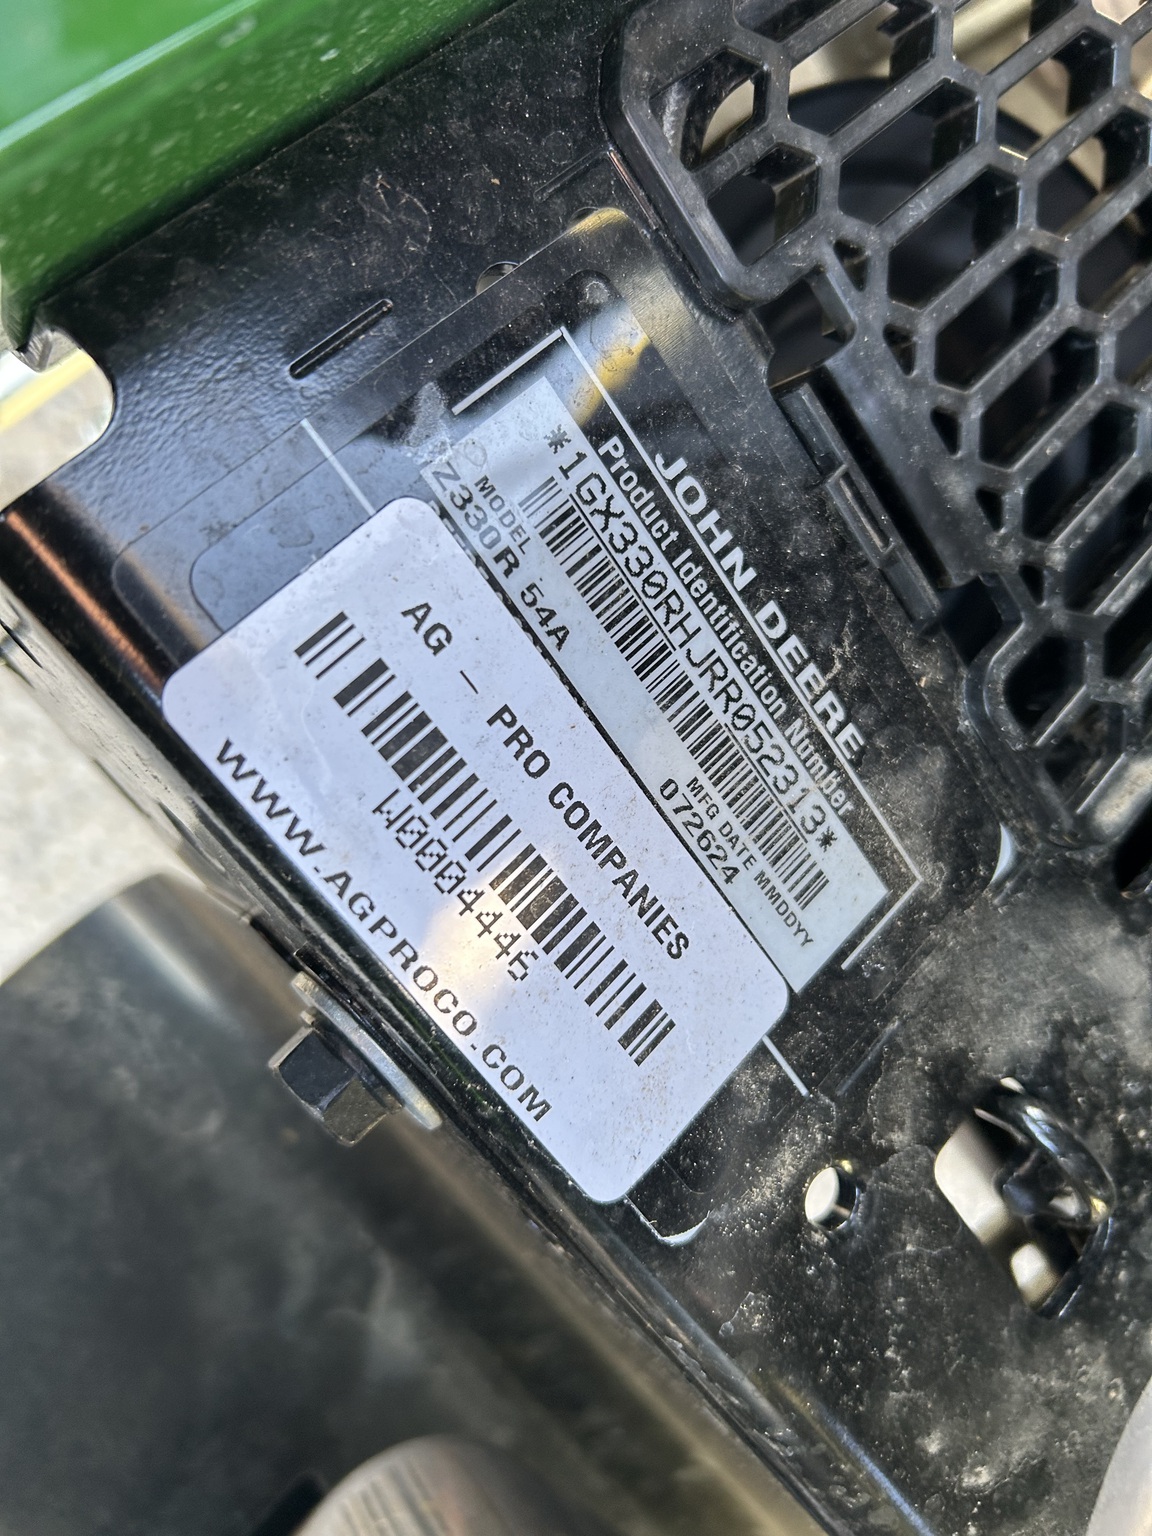 JOHN DEERE
Product Identification Number
*1GX330RHJRR052313*
MODEL
Z330R 54A
MFG DATE MMDDYY
072624
AG - PRO COMPANIES
W0004446
WWW.AGPROCO.COM